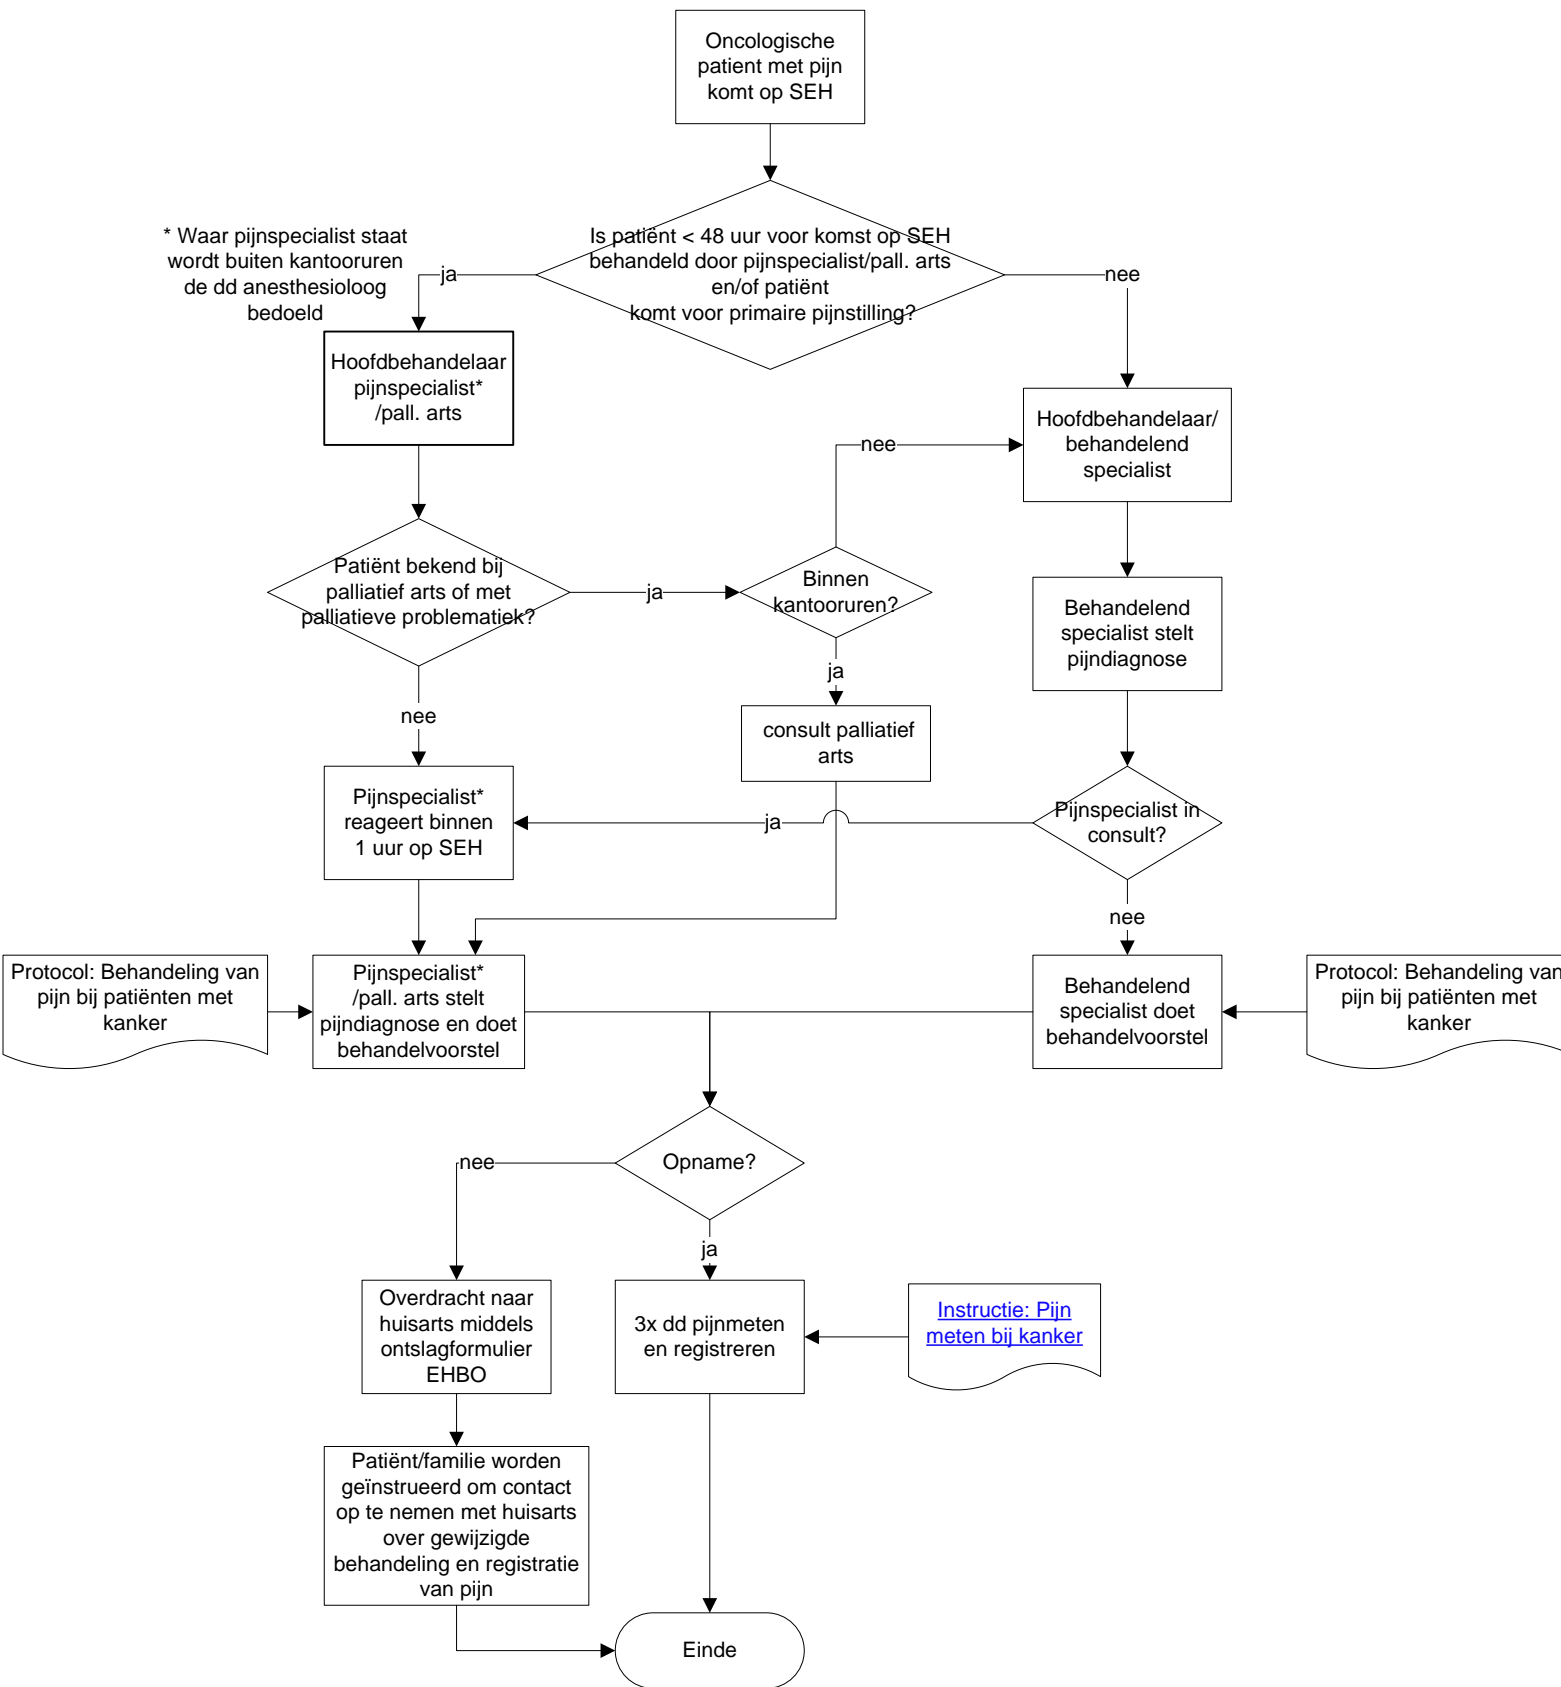 Oncologische
patient met pijn
komt op SEH
* Waar pijnspecialist staat
wordt buiten kantooruren
de dd anesthesioloog
bedoeld
Is patiënt < 48 uur voor komst op SEH
behandeld door pijnspecialist/pall. arts
en/of patiënt
komt voor primaire pijnstilling?
ja
nee
Hoofdbehandelaar
pijnspecialist*
/pall. arts
Hoofdbehandelaar/
behandelend
specialist
nee
Patiënt bekend bij
palliatief arts of met
palliatieve problematiek?
ja
Binnen
kantooruren?
Behandelend
specialist stelt
pijndiagnose
ja
nee
consult palliatief
arts
Pijnspecialist*
reageert binnen
1 uur op SEH
ja
Pijnspecialist in
consult?
nee
Protocol: Behandeling van
pijn bij patiënten met
kanker
Pijnspecialist*
/pall. arts stelt
pijndiagnose en doet
behandelvoorstel
Behandelend
specialist doet
behandelvoorstel
Protocol: Behandeling van
pijn bij patiënten met
kanker
nee
Opname?
ja
Overdracht naar
huisarts middels
ontslagformulier
EHBO
3x dd pijnmeten
en registreren
Instructie: Pijn
meten bij kanker
Patiënt/familie worden
geïnstrueerd om contact
op te nemen met huisarts
over gewijzigde
behandeling en registratie
van pijn
Einde